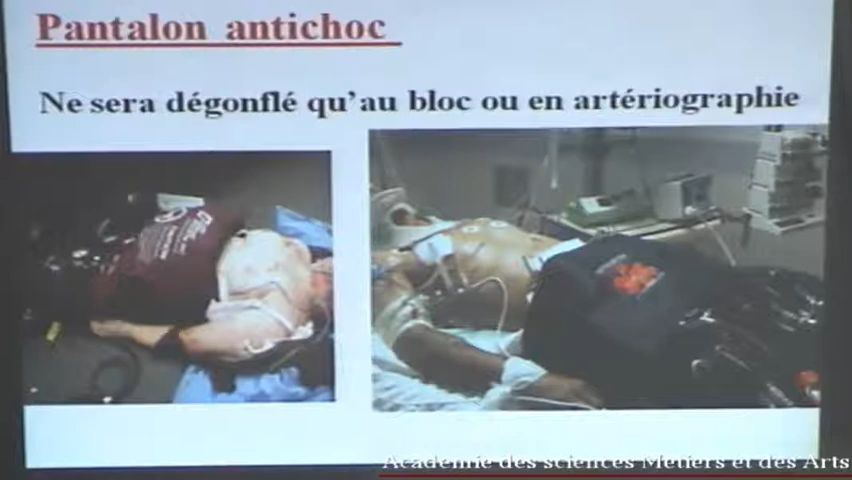 Pantalon antichoc
Ne sera dégonflé qu'au bloc ou en artériographie
Académie des sciences Métiers et des Arts